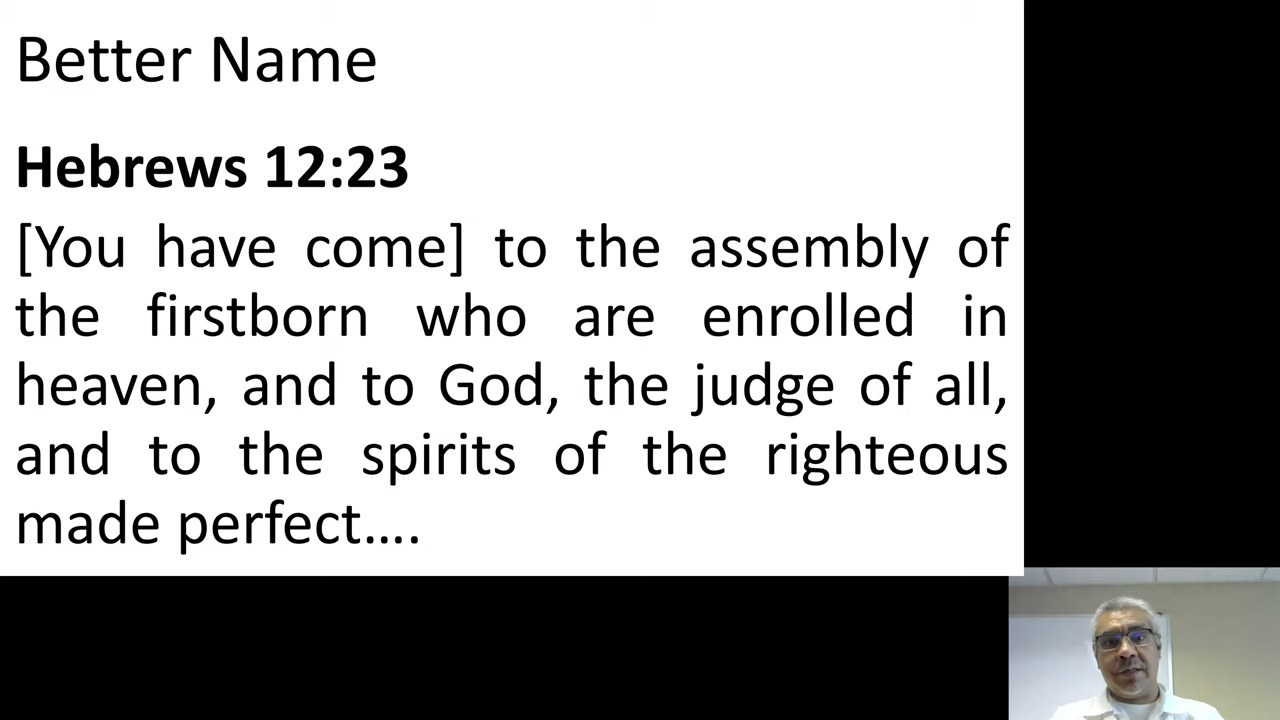 Better Name
Hebrews 12:23
[You have come] to the assembly of
the firstborn who are enrolled in
heaven, and to God, the judge of all,
and to the spirits of the righteous
made perfect….